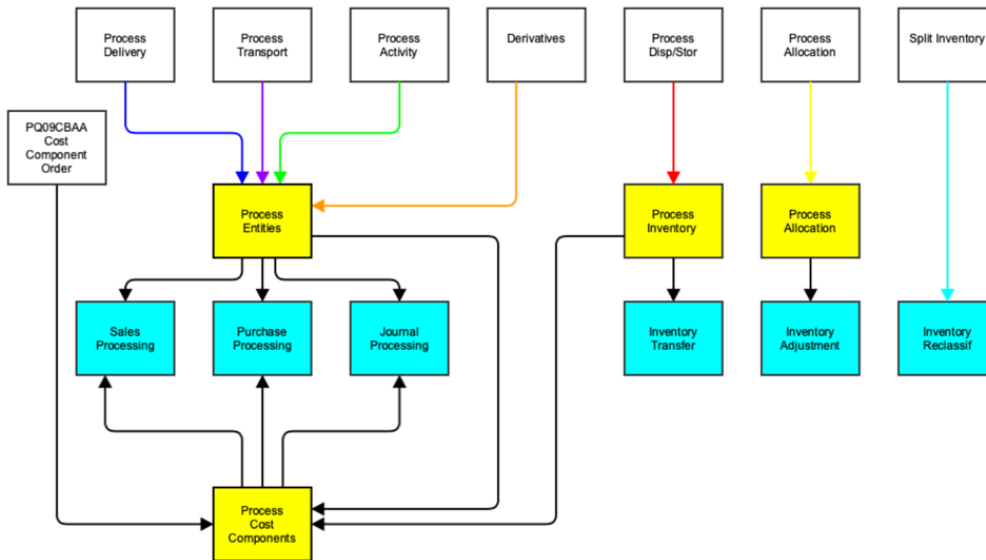 Process
Delivery
Process
Transport
Process
Activity
Derivatives
Process
Disp/Stor
Process
Allocation
Split Inventory
PQ09CBAA
Cost
Component
Order
Process
Entities
Process
Inventory
Process
Allocation
Sales
Processing
Purchase
Processing
Journal
Processing
Inventory
Transfer
Inventory
Adjustment
Inventory
Reclassif
Process
Cost
Components